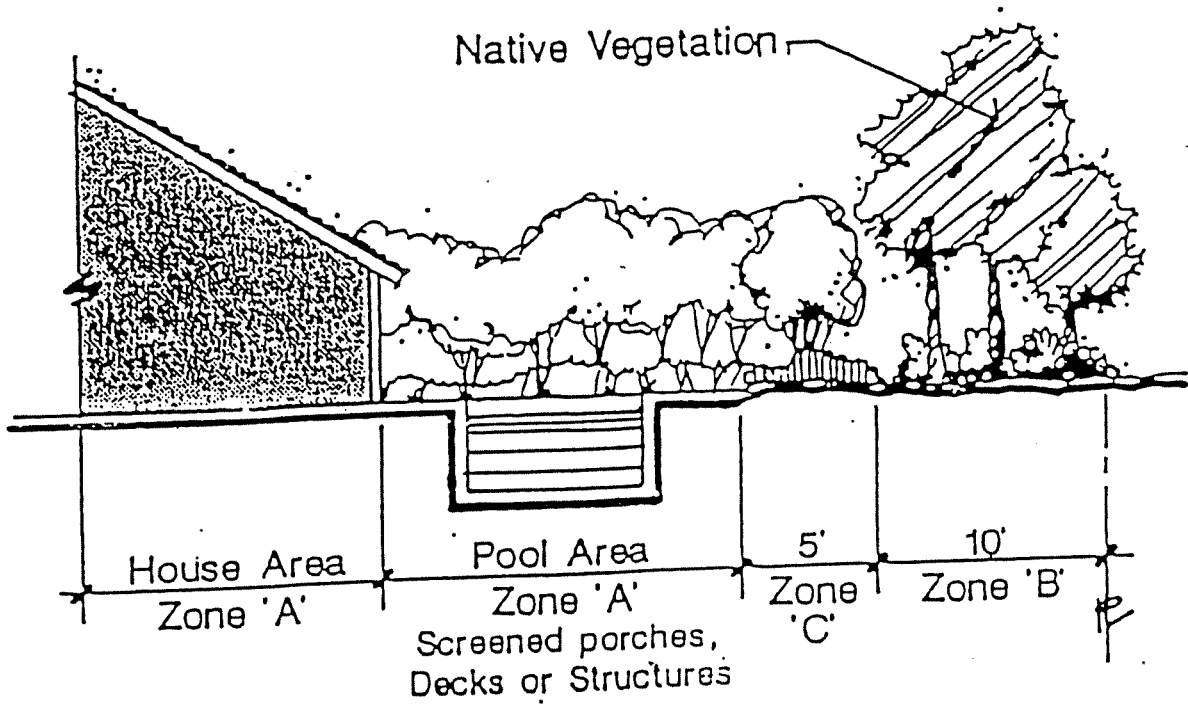 Native Vegetation
House Area
Zone 'A'
Pool Area
Zone 'A'
Screened porches,
Decks or Structures
5'
Zone
'C'
10'
Zone 'B'